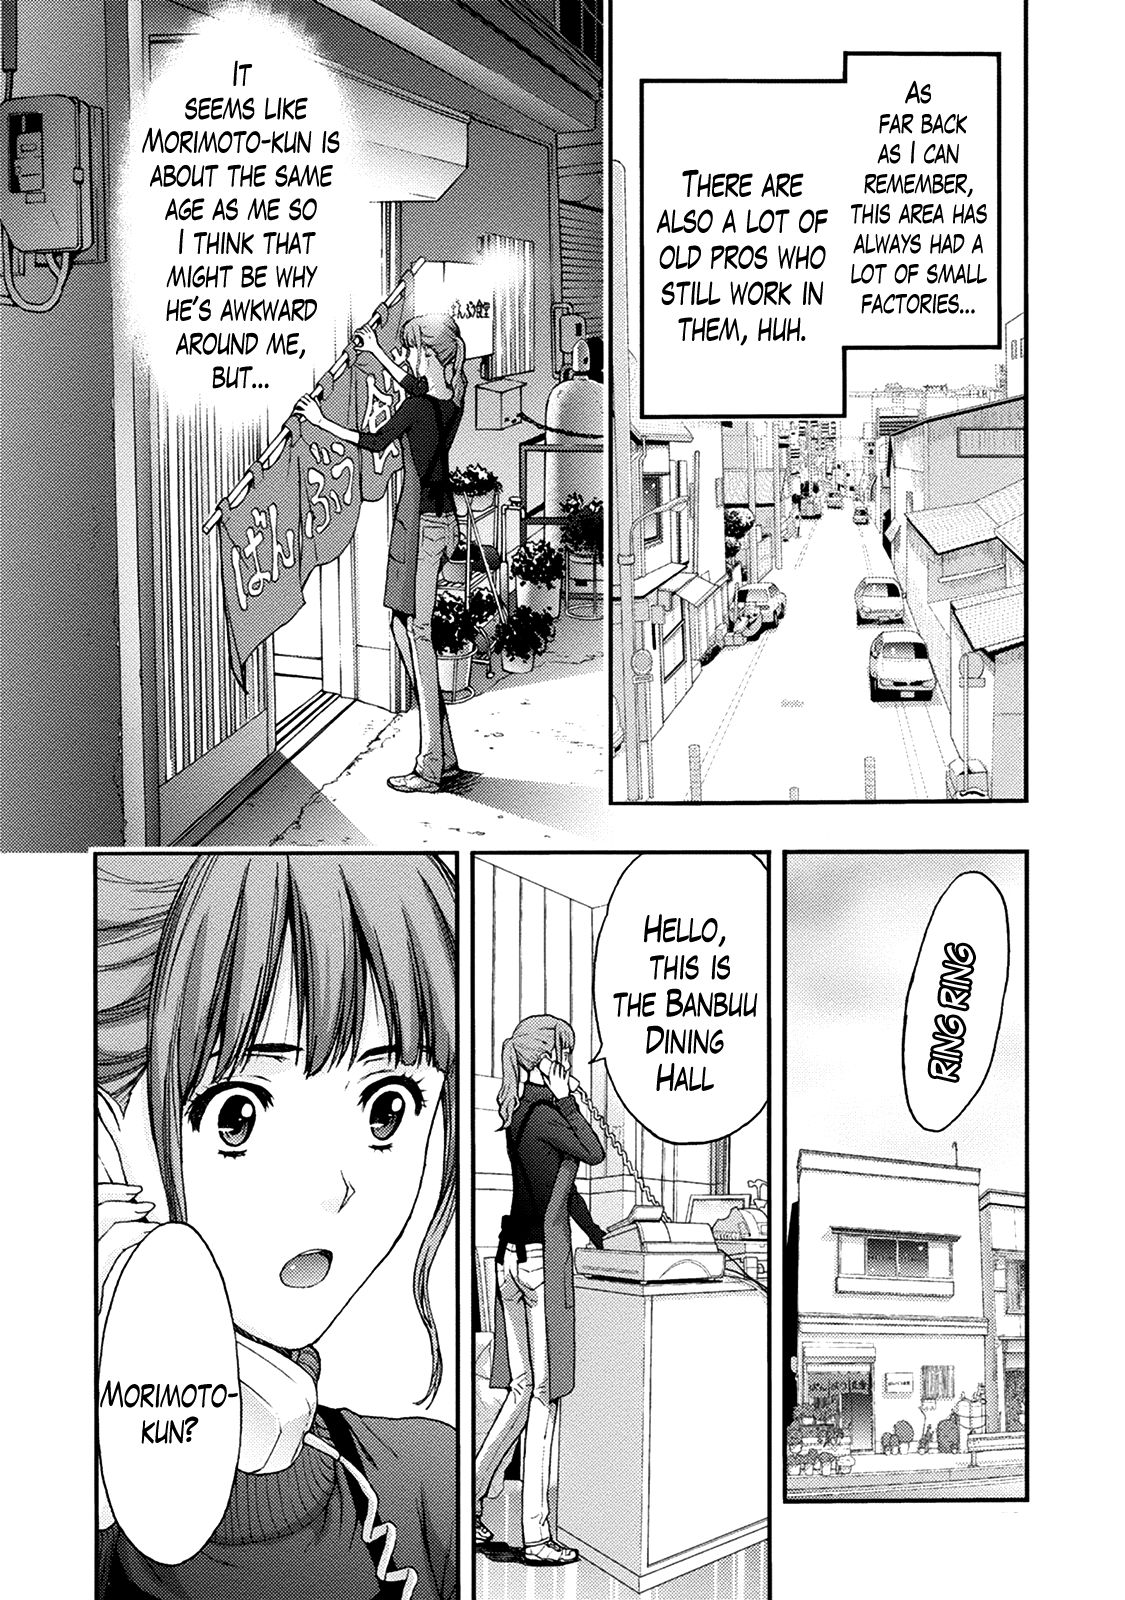 AS
FAR BACK
AS I CAN
REMEMBER,
THIS AREA HAS
ALWAYS HAD A
LOT OF SMALL
FACTORIES...
THERE ARE
ALSO A LOT OF
OLD PROS WHO
STILL WORK IN
THEM, HUH.
IT
SEEMS LIKE
MORIMOTO-KUN IS
ABOUT THE SAME
AGE AS ME SO
I THINK THAT
MIGHT BE WHY
HE'S AWKWARD
AROUND ME,
BUT...
ばんぶう
RING RING
HELLO,
THIS IS
THE BANBUU
DINING
HALL
MORIMOTO-
KUN?